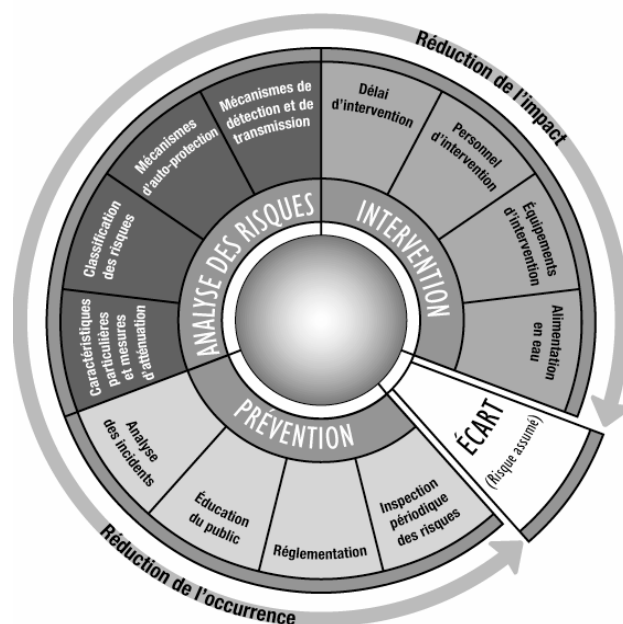 Réduction de l'impact
Mécanismes de
détection et de
transmission
Délai
d'intervention
Personnel
d'intervention
Équipements
d'intervention
Alimentation
en eau
Mécanismes
d'auto-protection
Classification
des risques
Caractéristiques
particulières
et mesures
d'atténuation
ANALYSE DES RISQUES
INTERVENTION
PRÉVENTION
ÉCART
(Risque assumé)
Analyse
des incidents
Éducation
du public
Réglementation
Inspection
périodique
des risques
Réduction de l'occurrence